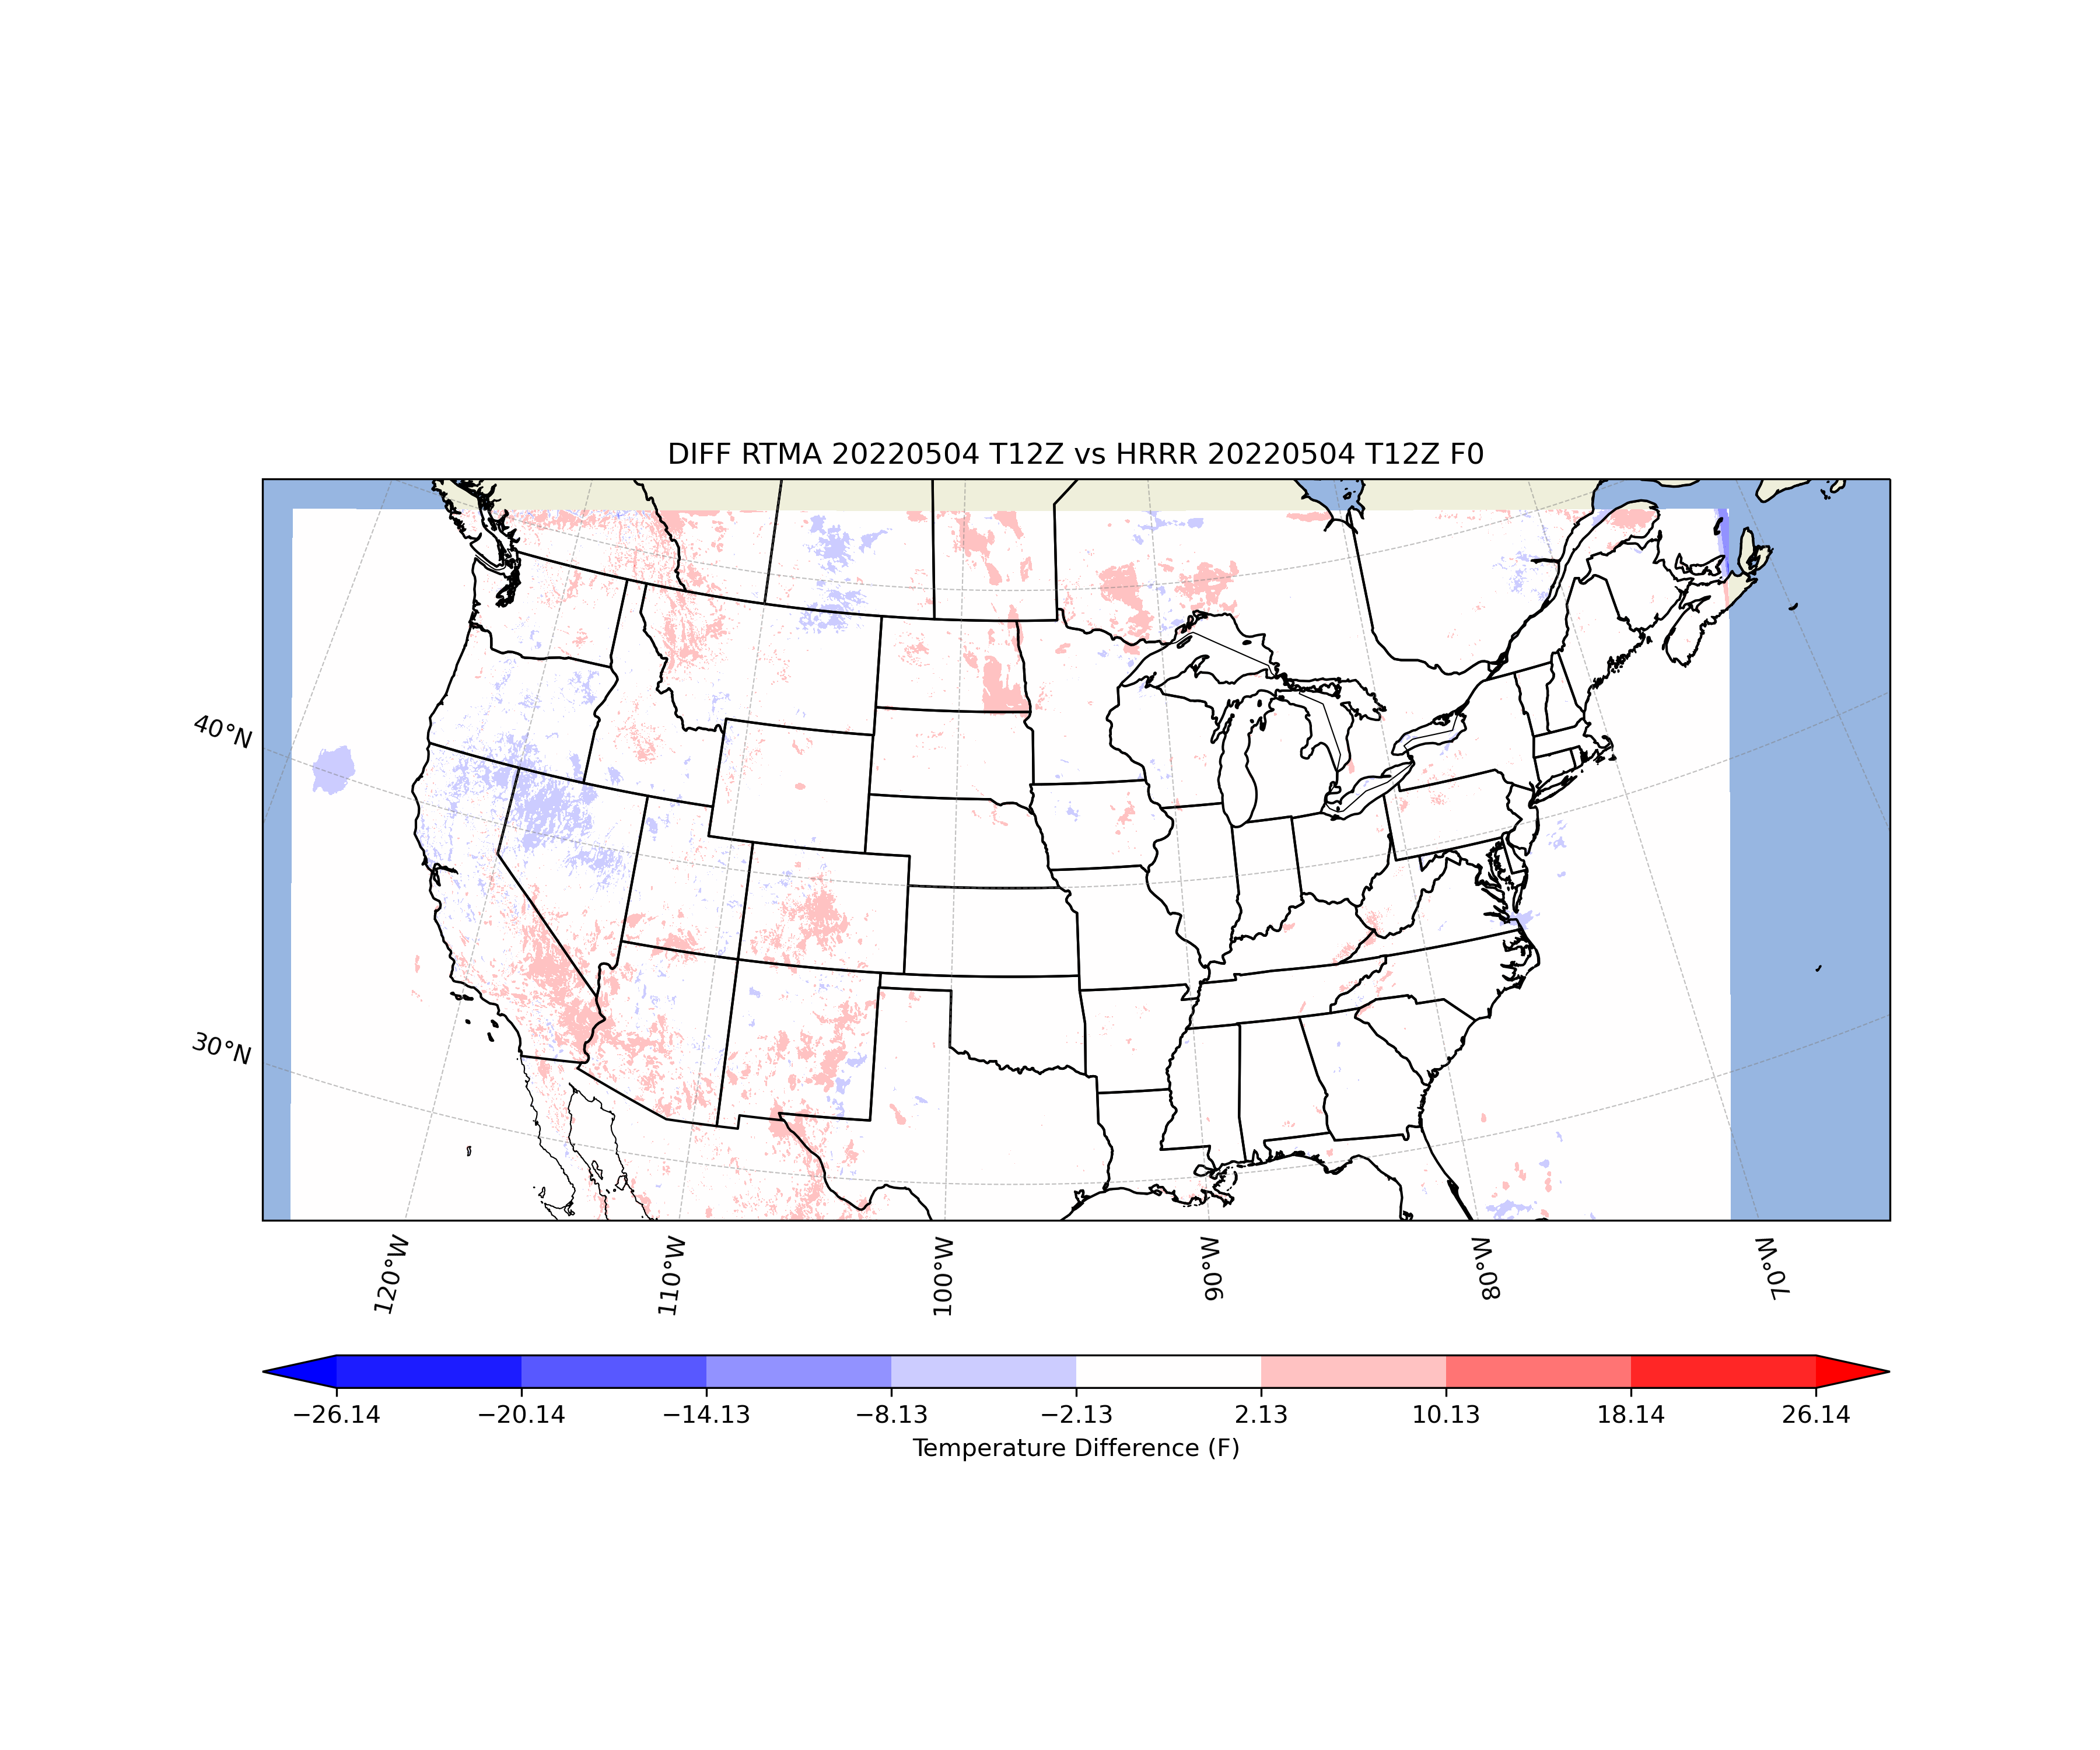 DIFF RTMA 20220504 T12Z vs HRRR 20220504 T12Z F0
40°N
30°N
120°W
110°W
100°W
90°W
80°W
70°W
−26.14
−20.14
−14.13
−8.13
−2.13
2.13
10.13
18.14
26.14
Temperature Difference (F)